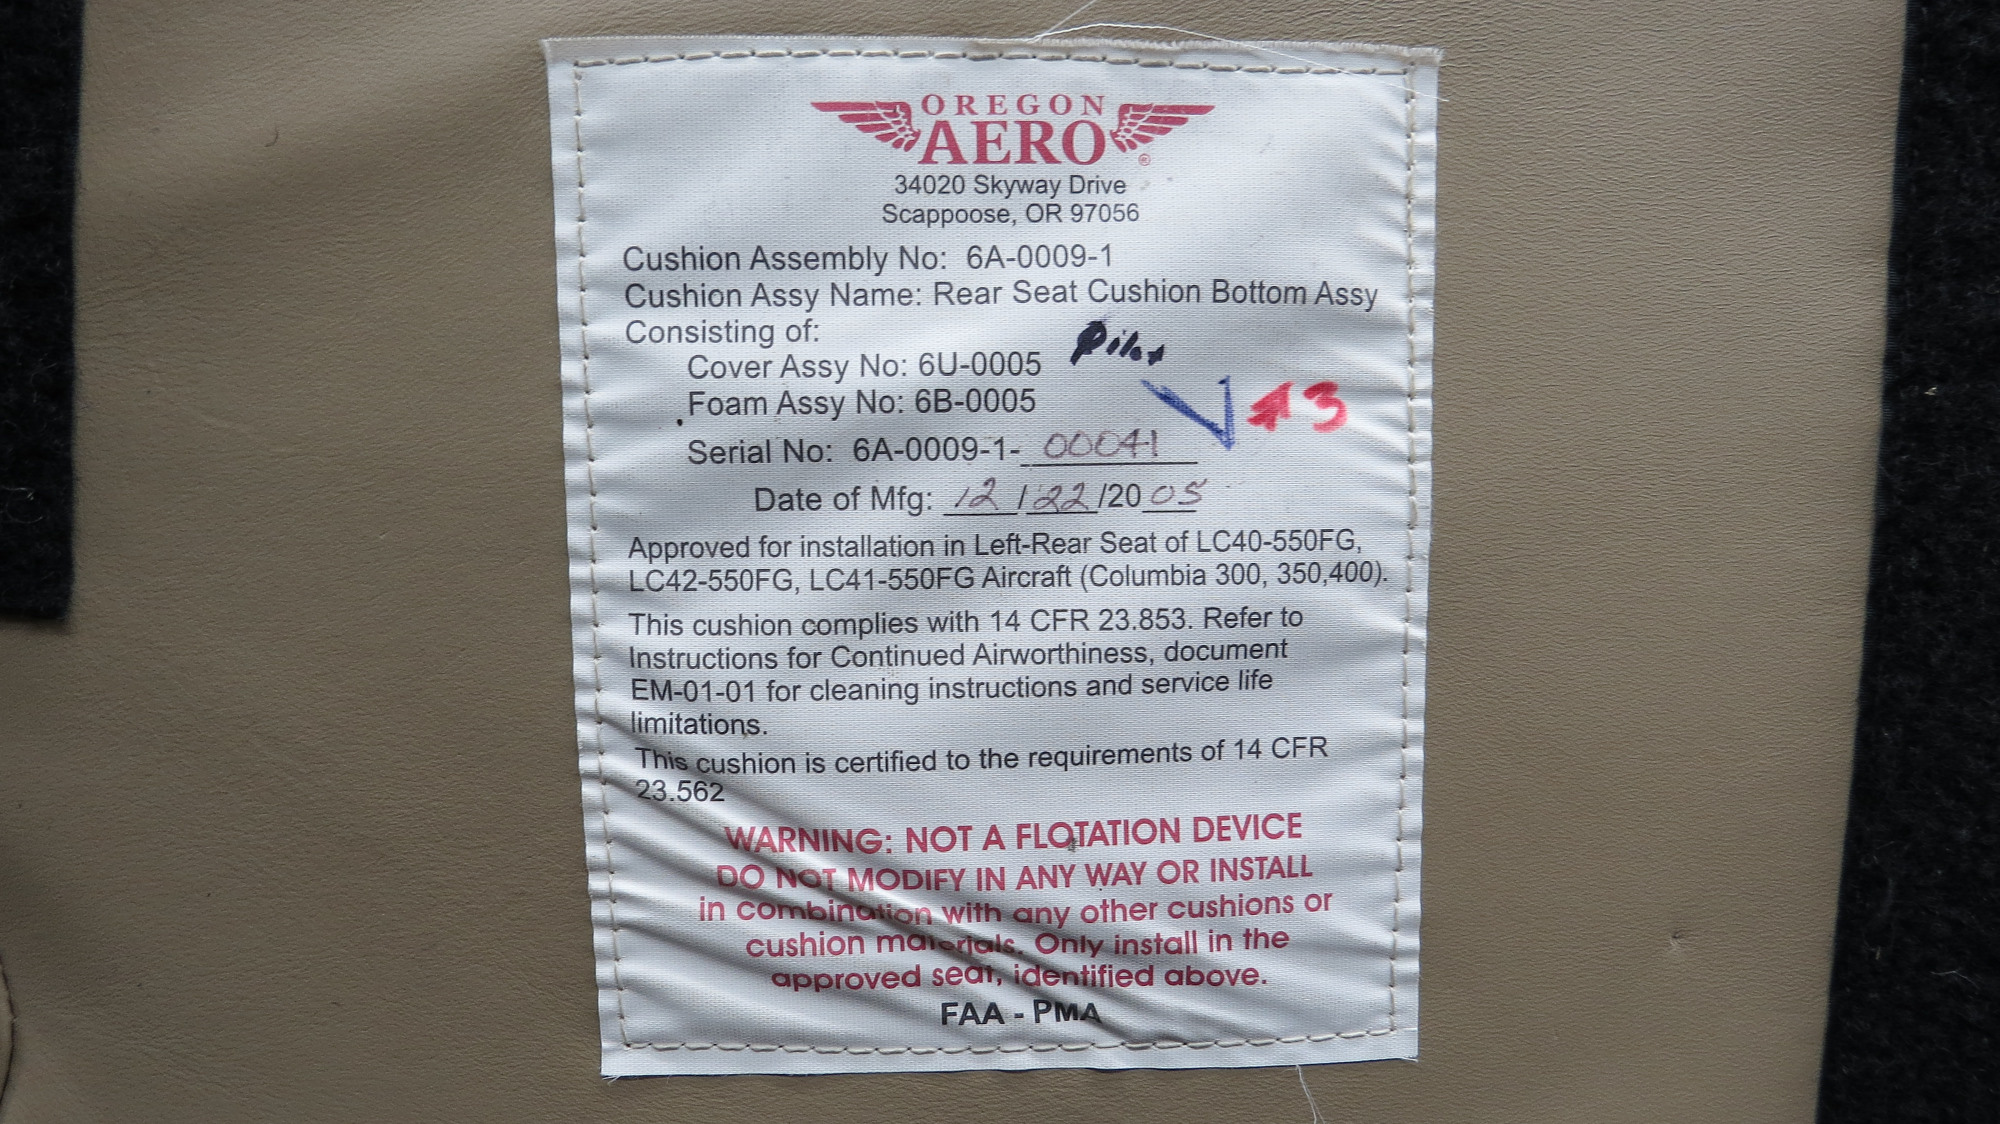 OREGON
AERO®
34020 Skyway Drive
Scappoose, OR 97056
Cushion Assembly No: 6A-0009-1
Cushion Assy Name: Rear Seat Cushion Bottom Assy
Consisting of:
Pilot
Cover Assy No: 6U-0005
Foam Assy No: 6B-0005
#3
Serial No: 6A-0009-1-00041
Date of Mfg: 12/22/2005
Approved for installation in Left-Rear Seat of LC40-550FG,
LC42-550FG, LC41-550FG Aircraft (Columbia 300, 350,400).
This cushion complies with 14 CFR 23.853. Refer to
Instructions for Continued Airworthiness, document
EM-01-01 for cleaning instructions and service life
limitations.
This cushion is certified to the requirements of 14 CFR
23.562
WARNING: NOT A FLOTATION DEVICE
DO NOT MODIFY IN ANY WAY OR INSTALL
in combination with any other cushions or
cushion materials. Only install in the
approved seat, identified above.
FAA - PMA